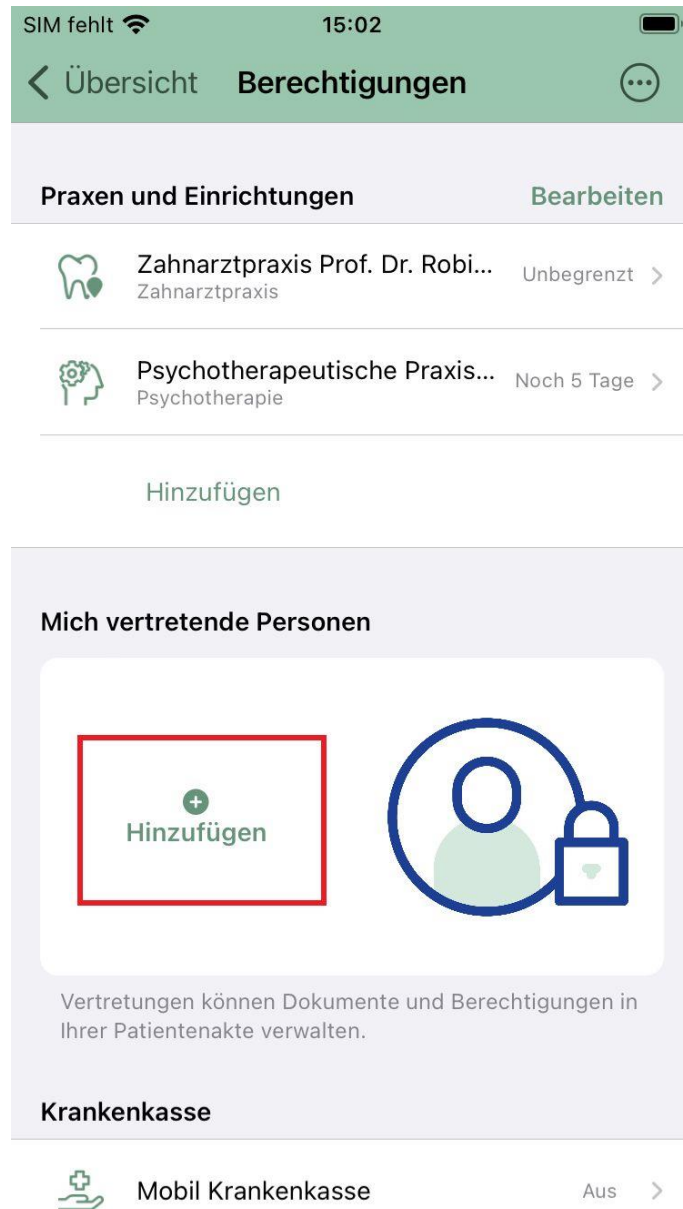 SIM fehlt 15:02
Übersicht Berechtigungen
Praxen und Einrichtungen Bearbeiten
Zahnarztpraxis Prof. Dr. Robi... Unbegrenzt
Zahnarztpraxis
Psychotherapeutische Praxis... Noch 5 Tage
Psychotherapie
Hinzufügen
Mich vertretende Personen
Hinzufügen
Vertretungen können Dokumente und Berechtigungen in
Ihrer Patientenakte verwalten.
Krankenkasse
Mobil Krankenkasse Aus